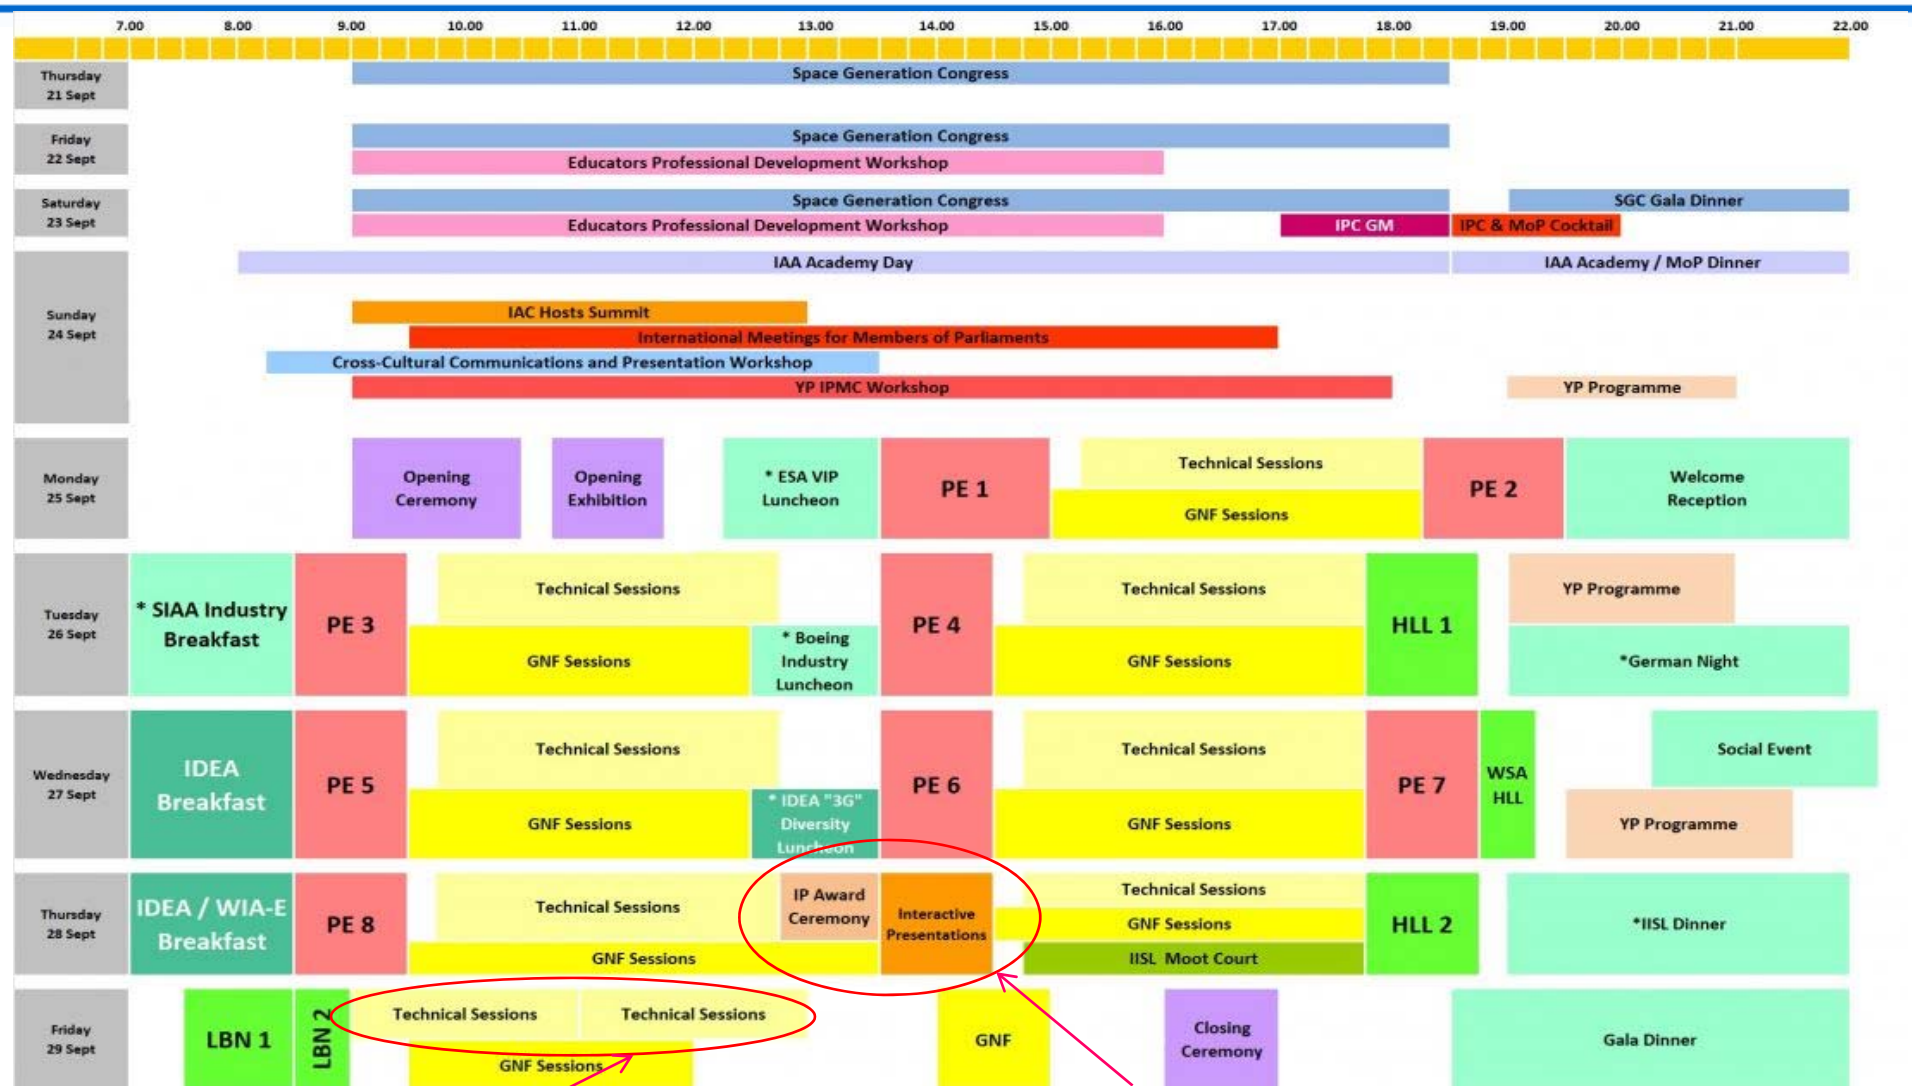 7.00 8.00 9.00 10.00 11.00 12.00 13.00 14.00 15.00 16.00 17.00 18.00 19.00 20.00 21.00 22.00
Thursday
21 Sept
Space Generation Congress
Friday
22 Sept
Space Generation Congress
Educators Professional Development Workshop
Saturday
23 Sept
Space Generation Congress
SGC Gala Dinner
Educators Professional Development Workshop
IPC GM
IPC & MoP Cocktail
Sunday
24 Sept
IAA Academy Day
IAA Academy / MoP Dinner
IAC Hosts Summit
International Meetings for Members of Parliaments
Cross-Cultural Communications and Presentation Workshop
YP IPMC Workshop
YP Programme
Monday
25 Sept
Opening
Ceremony
Opening
Exhibition
* ESA VIP
Luncheon
PE 1
Technical Sessions
GNF Sessions
PE 2
Welcome
Reception
Tuesday
26 Sept
* SIAA Industry
Breakfast
PE 3
Technical Sessions
GNF Sessions
* Boeing
Industry
Luncheon
PE 4
Technical Sessions
GNF Sessions
HLL 1
YP Programme
*German Night
Wednesday
27 Sept
IDEA
Breakfast
PE 5
Technical Sessions
GNF Sessions
* IDEA "3G"
Diversity
Luncheon
PE 6
Technical Sessions
GNF Sessions
PE 7
WSA
HLL
Social Event
YP Programme
Thursday
28 Sept
IDEA / WIA-E
Breakfast
PE 8
Technical Sessions
GNF Sessions
IP Award
Ceremony
Interactive
Presentations
Technical Sessions
GNF Sessions
IISL Moot Court
HLL 2
*IISL Dinner
Friday
29 Sept
LBN 1
LBN 2
Technical Sessions
Technical Sessions
GNF Sessions
GNF
Closing
Ceremony
Gala Dinner